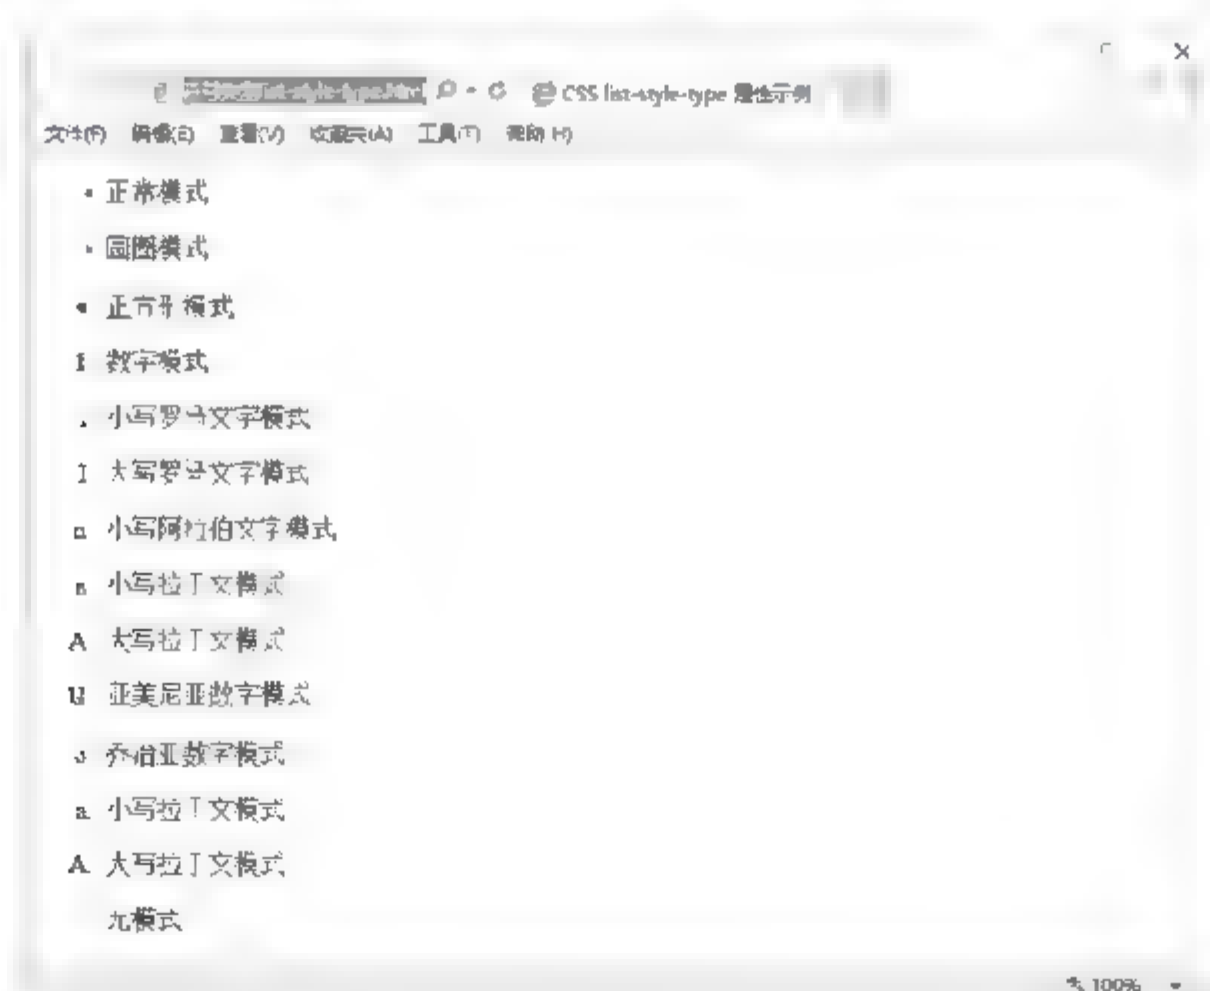 list-style-type.html CSS list-style-type 属性示例
文件(F) 编辑(E) 查看(V) 收藏夹(A) 工具(T) 帮助(H)
正常模式
圆圈模式
正方形模式
1 数字模式
小写罗马文字模式
I 大写罗马文字模式
α 小写阿拉伯文字模式
a 小写拉丁文模式
A 大写拉丁文模式
Ա 亚美尼亚数字模式
ა 乔治亚数字模式
a. 小写拉丁文模式
A. 大写拉丁文模式
无模式
100%